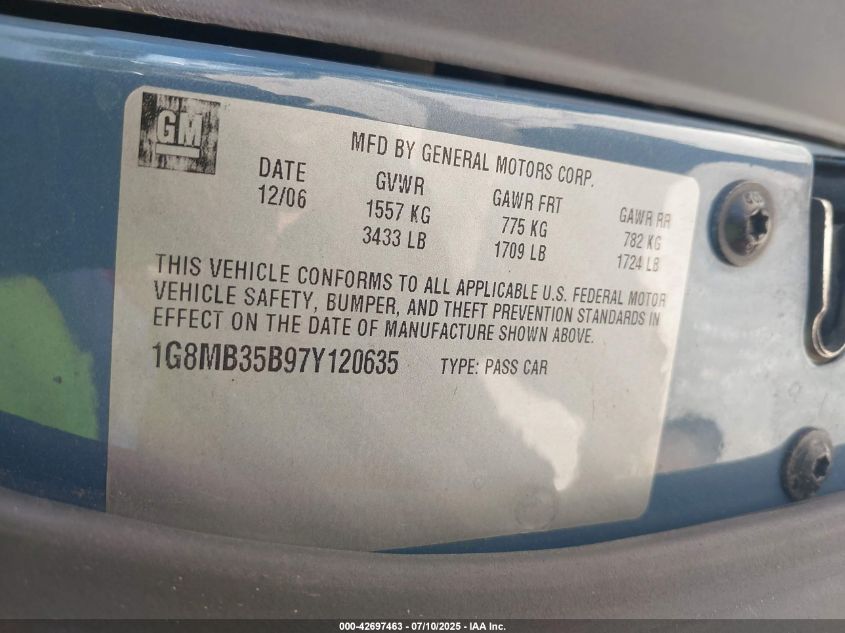 GM
MFD BY GENERAL MOTORS CORP.
DATE GVWR GAWR FRT GAWR RR
12/06 1557 KG 775 KG 782 KG
3433 LB 1709 LB 1724 LB
THIS VEHICLE CONFORMS TO ALL APPLICABLE U.S. FEDERAL MOTOR
VEHICLE SAFETY, BUMPER, AND THEFT PREVENTION STANDARDS IN
EFFECT ON THE DATE OF MANUFACTURE SHOWN ABOVE.
1G8MB35B97Y120635 TYPE: PASS CAR
000-42697463 - 07/10/2025 - IAA Inc.